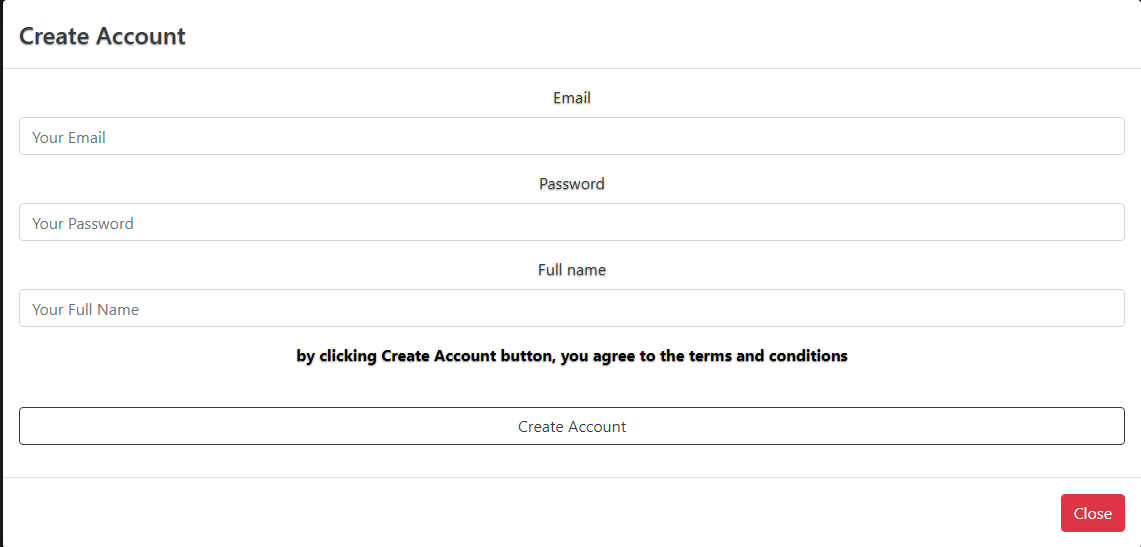 Create Account
Email
Your Email
Password
Your Password
Full name
Your Full Name
by clicking Create Account button, you agree to the terms and conditions
Create Account
Close